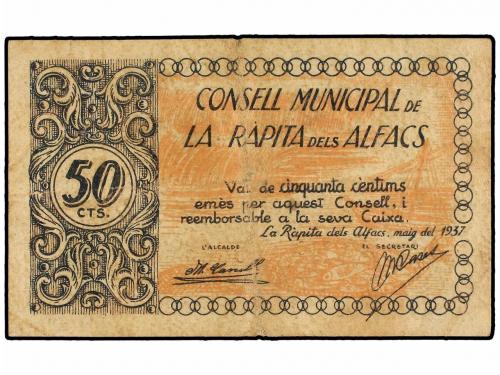 CONSELL MUNICIPAL DE
LA RÀPITA DELS ALFACS
50
CTS.
Val de cinquanta cèntims
emès per aquest Consell, i
reemborsable a la seva Caixa.
La Ràpita dels Alfacs, maig del 1937
L'ALCALDE EL SECRETARI